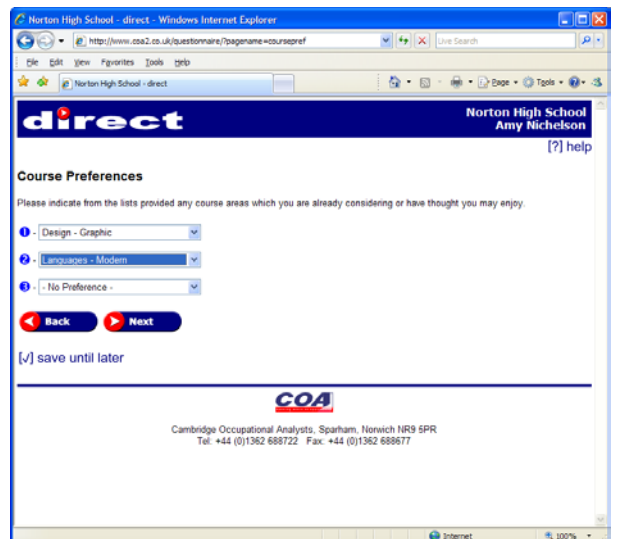 Norton High School - direct - Windows Internet Explorer
http://www.coa2.co.uk/questionnaire/?pagename=coursepref
Live Search
File Edit View Favorites Tools Help
Norton High School - direct
Page Tools
direct
Norton High School
Amy Nichelson
[?] help
Course Preferences
Please indicate from the lists provided any course areas which you are already considering or have thought you may enjoy.
1 - Design - Graphic
2 - Languages - Modern
3 - - No Preference -
Back Next
[√] save until later
COA
Cambridge Occupational Analysts, Sparham, Norwich NR9 5PR
Tel: +44 (0)1362 688722 Fax: +44 (0)1362 688677
Internet 100%